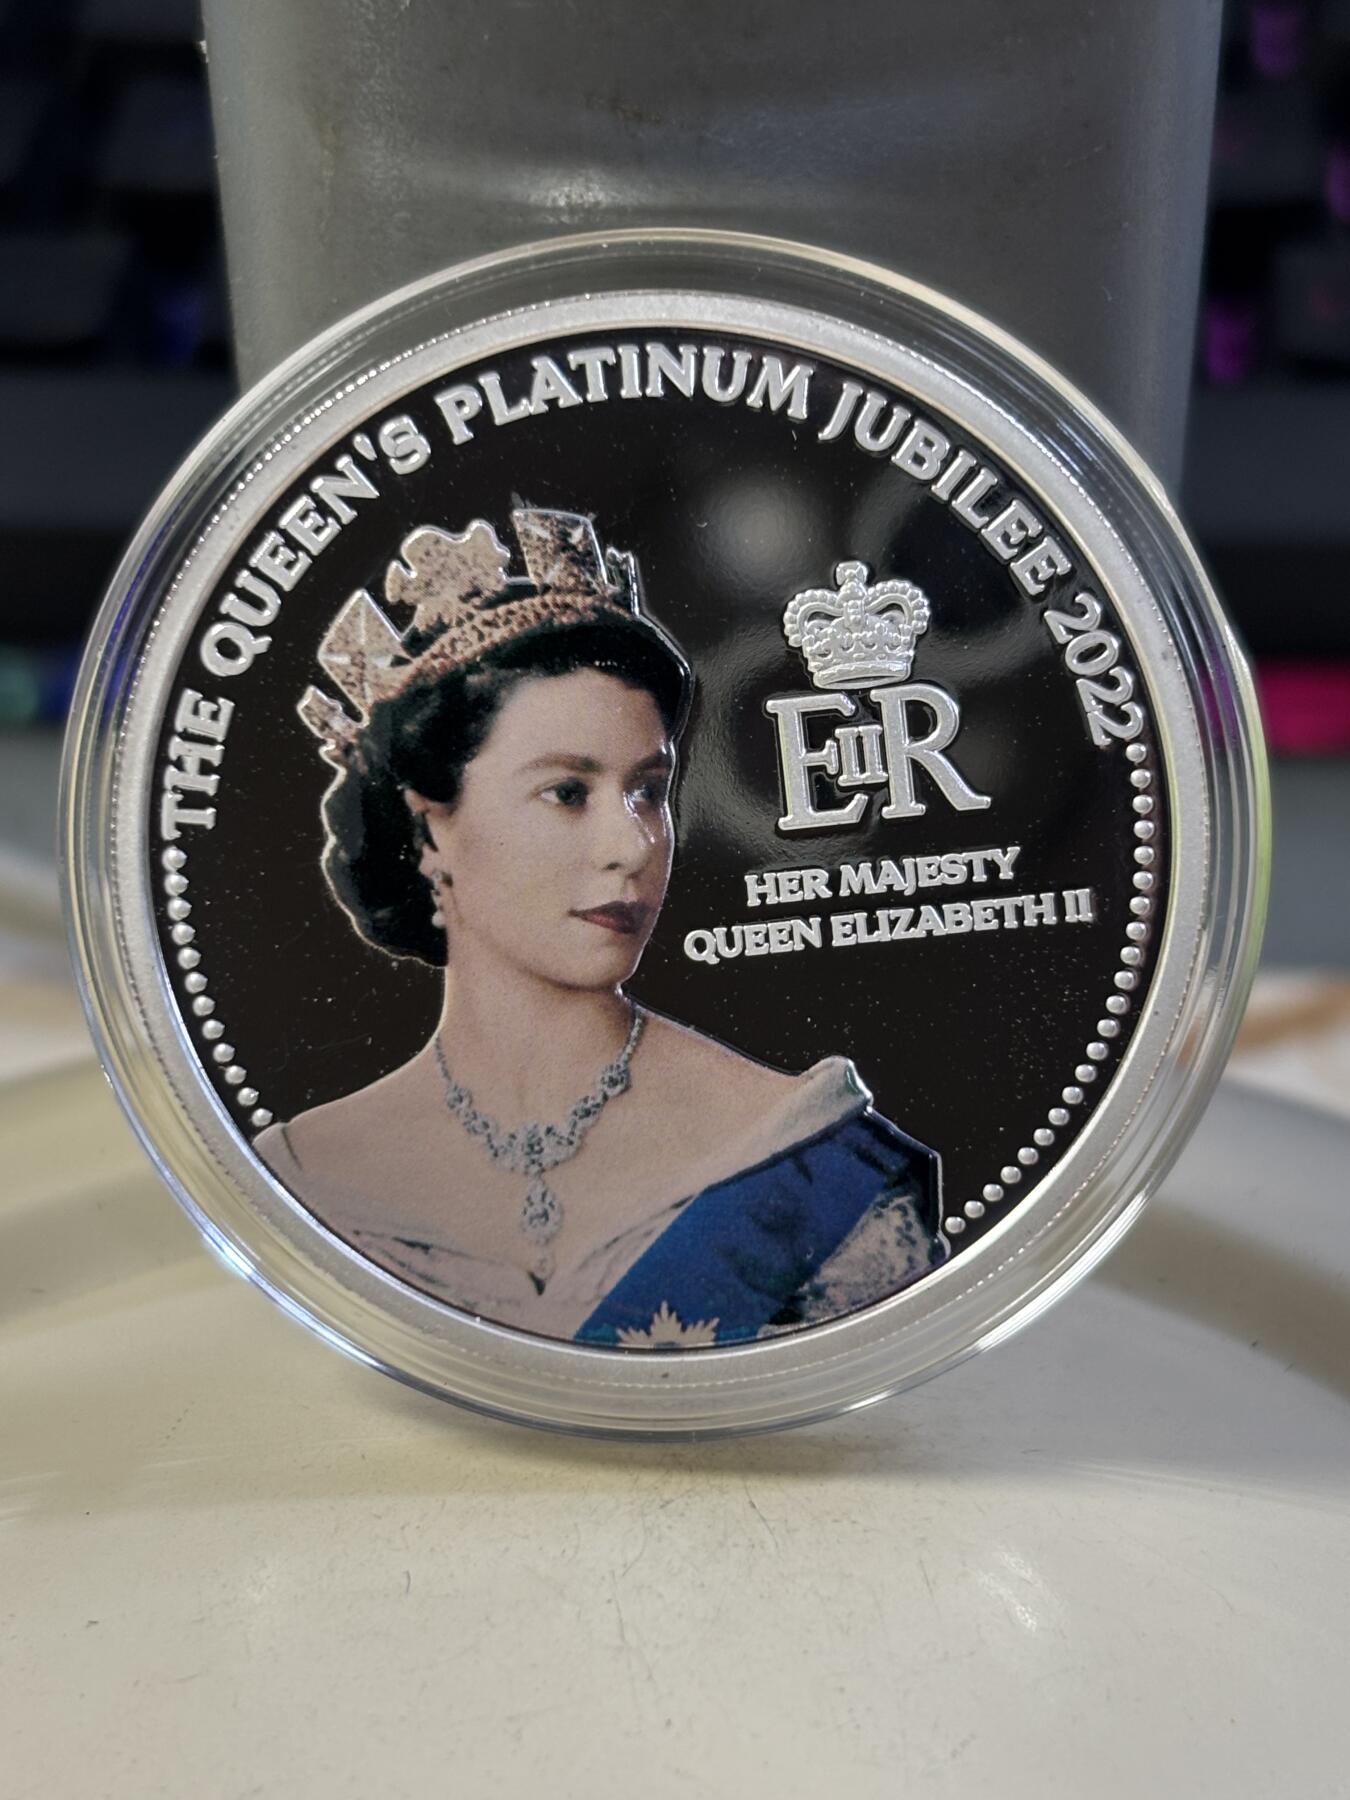 THE QUEEN'S PLATINUM JUBILEE 2022
EIIR
HER MAJESTY
QUEEN ELIZABETH II